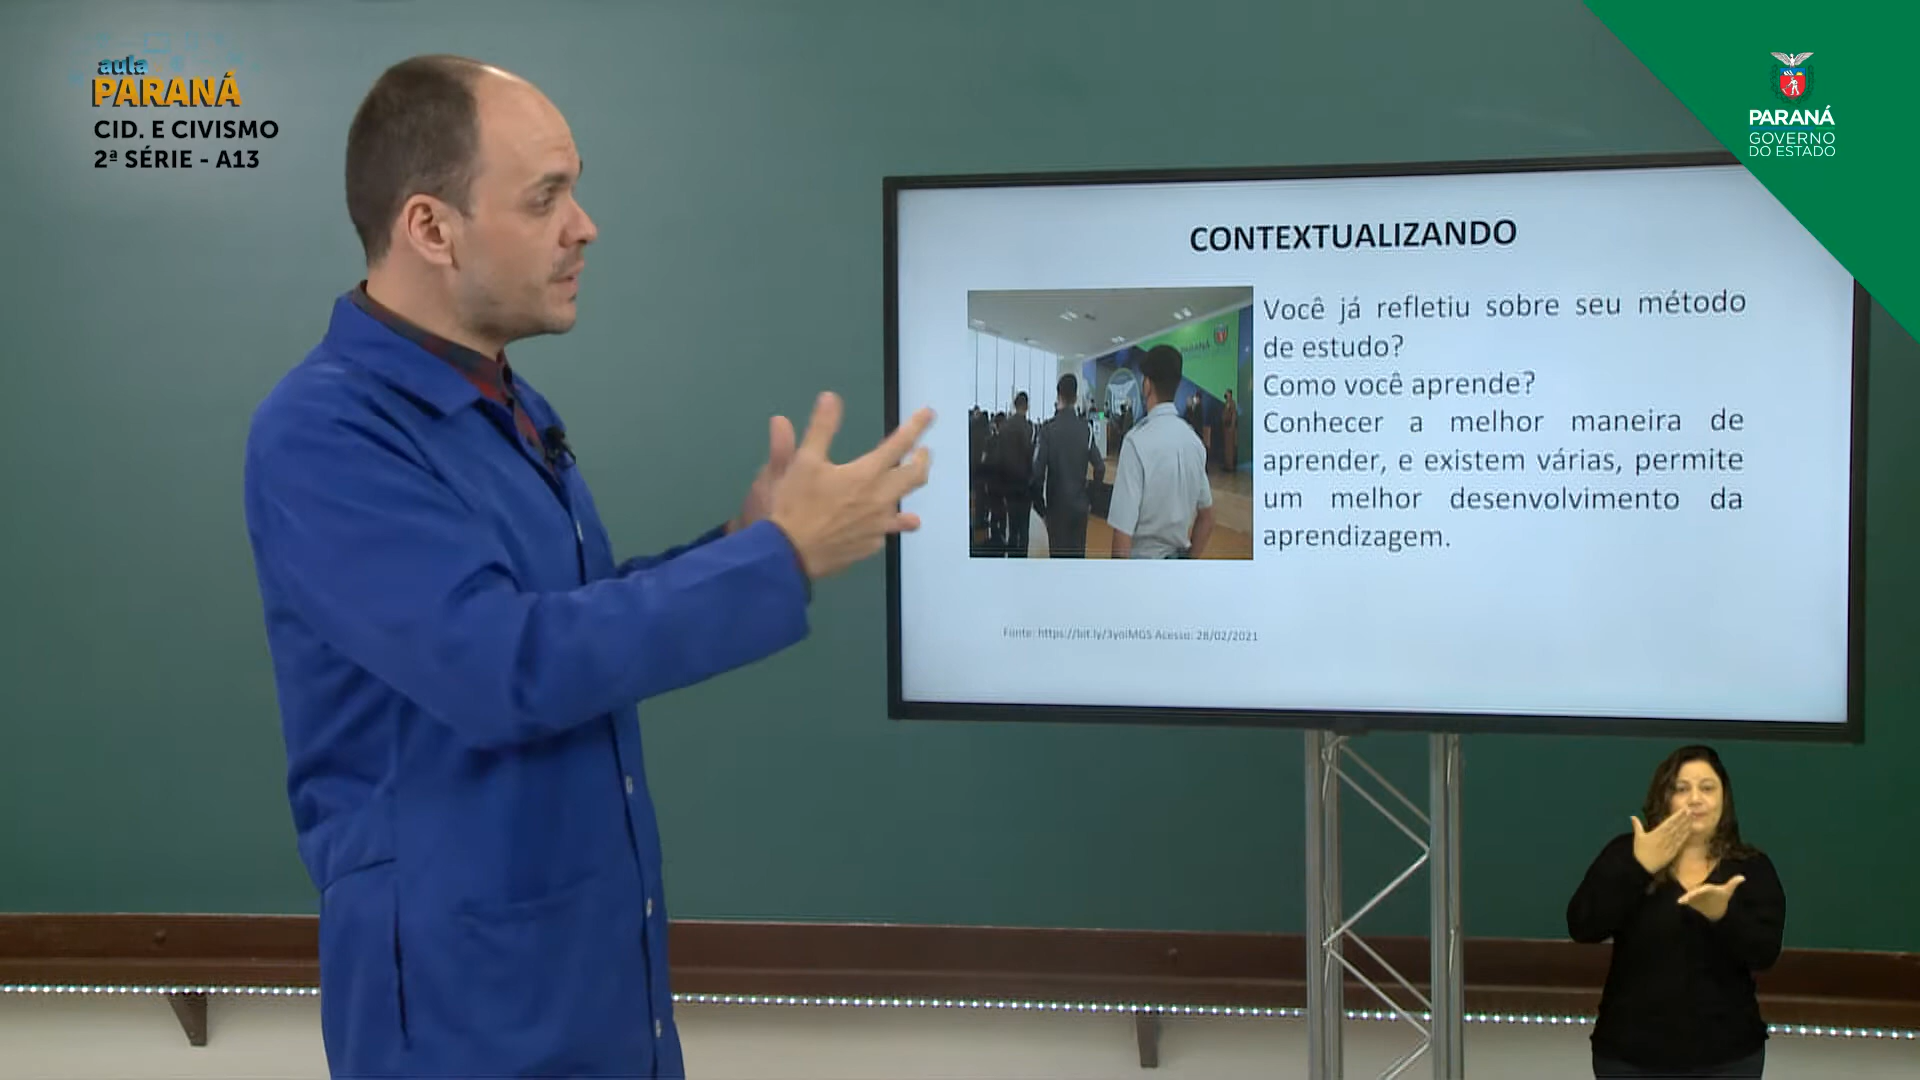 aula
PARANÁ
CID. E CIVISMO
2ª SÉRIE - A13
PARANÁ
GOVERNO
DO ESTADO
CONTEXTUALIZANDO
PARANÁ
Você já refletiu sobre seu método
de estudo?
Como você aprende?
Conhecer a melhor maneira de
aprender, e existem várias, permite
um melhor desenvolvimento da
aprendizagem.
Fonte: https://bit.ly/3yoiMGS Acesso: 28/02/2021